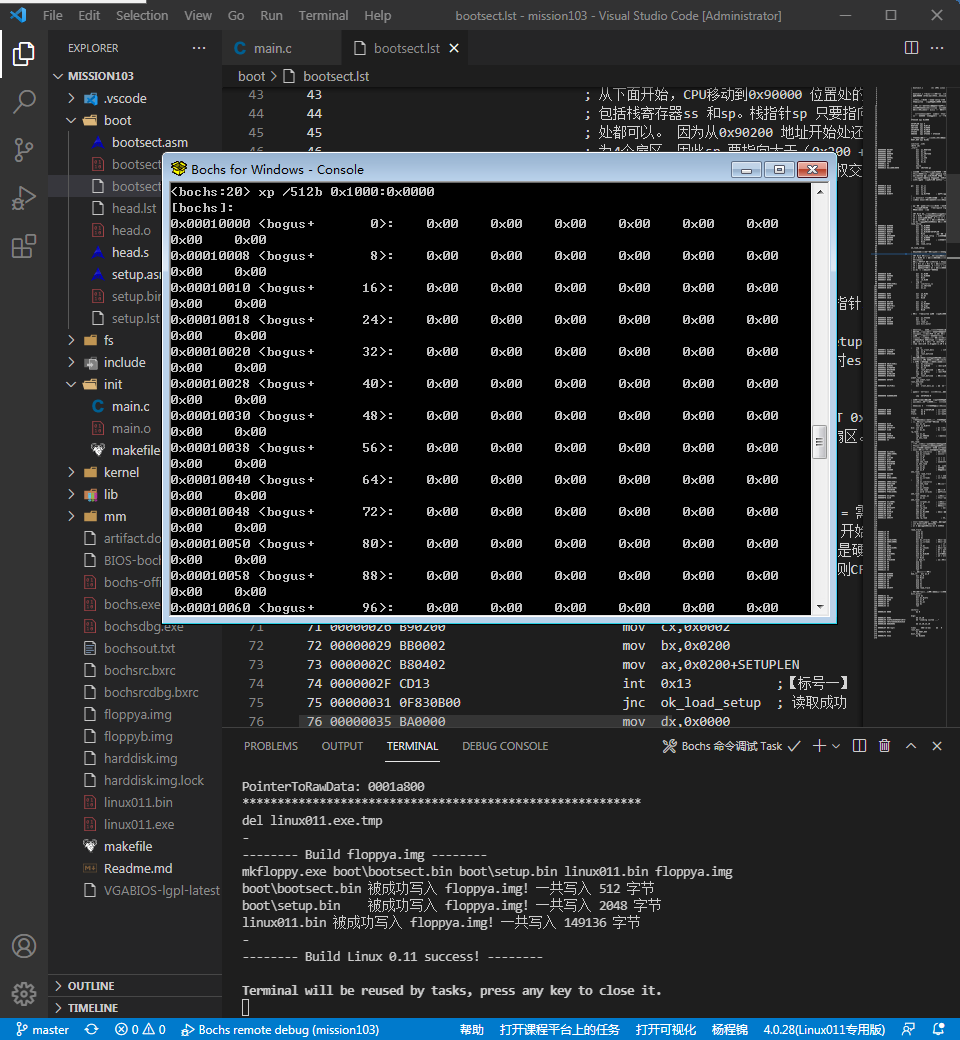 File Edit Selection View Go Run Terminal Help bootsect.lst - mission103 - Visual Studio Code [Administrator]
EXPLORER
MISSION103
.vscode
boot
bootsect.asm
bootsect
bootsect
head.lst
head.o
head.s
setup.asm
setup.bin
setup.lst
fs
include
init
main.c
main.o
makefile
kernel
lib
mm
artifact.do
BIOS-boch
bochs-offi
bochs.exe
bochsdbg.exe
bochsout.txt
bochsrc.bxrc
bochsrcdbg.bxrc
floppya.img
floppyb.img
harddisk.img
harddisk.img.lock
linux011.bin
linux011.exe
makefile
Readme.md
VGABIOS-lgpl-latest
OUTLINE
TIMELINE
main.c bootsect.lst
boot > bootsect.lst
43 43 ; 从下面开始，CPU移动到0x90000 位置处的
44 44 ; 包括栈寄存器ss 和sp。栈指针sp 只要指向
45 45 ; 处都可以。 因为从0x90200 地址开始处还
Bochs for Windows - Console
<bochs:20> xp /512b 0x1000:0x0000
[bochs]:
0x00010000 <bogus+ 0>: 0x00 0x00 0x00 0x00 0x00 0x00
0x00 0x00
0x00010008 <bogus+ 8>: 0x00 0x00 0x00 0x00 0x00 0x00
0x00 0x00
0x00010010 <bogus+ 16>: 0x00 0x00 0x00 0x00 0x00 0x00
0x00 0x00
0x00010018 <bogus+ 24>: 0x00 0x00 0x00 0x00 0x00 0x00
0x00 0x00
0x00010020 <bogus+ 32>: 0x00 0x00 0x00 0x00 0x00 0x00
0x00 0x00
0x00010028 <bogus+ 40>: 0x00 0x00 0x00 0x00 0x00 0x00
0x00 0x00
0x00010030 <bogus+ 48>: 0x00 0x00 0x00 0x00 0x00 0x00
0x00 0x00
0x00010038 <bogus+ 56>: 0x00 0x00 0x00 0x00 0x00 0x00
0x00 0x00
0x00010040 <bogus+ 64>: 0x00 0x00 0x00 0x00 0x00 0x00
0x00 0x00
0x00010048 <bogus+ 72>: 0x00 0x00 0x00 0x00 0x00 0x00
0x00 0x00
0x00010050 <bogus+ 80>: 0x00 0x00 0x00 0x00 0x00 0x00
0x00 0x00
0x00010058 <bogus+ 88>: 0x00 0x00 0x00 0x00 0x00 0x00
0x00 0x00
0x00010060 <bogus+ 96>: 0x00 0x00 0x00 0x00 0x00 0x00
71 71 00000026 B90200 mov cx,0x0002
72 72 00000029 BB0002 mov bx,0x0200
73 73 0000002C B80402 mov ax,0x0200+SETUPLEN
74 74 0000002F CD13 int 0x13 ;【标号一】
75 75 00000031 0F830B00 jnc ok_load_setup ; 读取成功
76 76 00000035 BA0000 mov dx,0x0000
PROBLEMS OUTPUT TERMINAL DEBUG CONSOLE Bochs 命令调试 Task
PointerToRawData: 0001a800
*********************************************************
del linux011.exe.tmp
-
-------- Build floppya.img --------
mkfloppy.exe boot\bootsect.bin boot\setup.bin linux011.bin floppya.img
boot\bootsect.bin 被成功写入 floppya.img! 一共写入 512 字节
boot\setup.bin 被成功写入 floppya.img! 一共写入 2048 字节
linux011.bin 被成功写入 floppya.img! 一共写入 149136 字节
-
-------- Build Linux 0.11 success! --------
Terminal will be reused by tasks, press any key to close it.
master 0 0 Bochs remote debug (mission103) 帮助 打开课程平台上的任务 打开可视化 杨程锦 4.0.28(Linux011专用版)